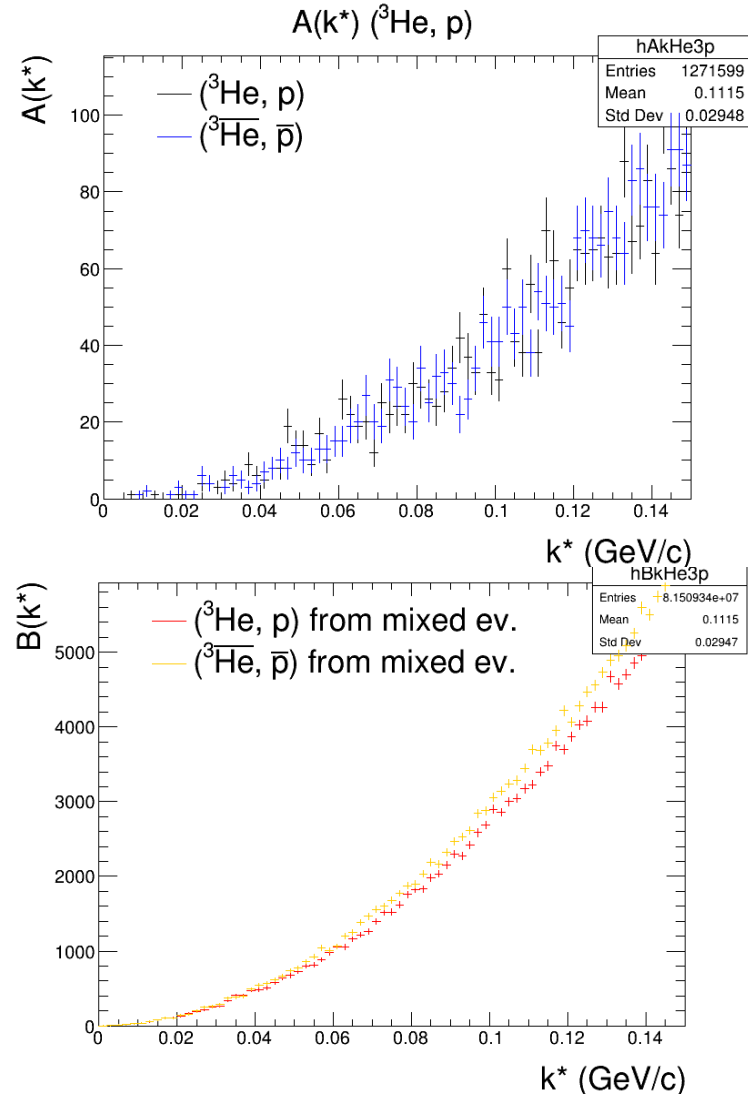 A(k*) (³He, p)
hAkHe3p
Entries 1271599
Mean 0.1115
Std Dev 0.02948
A(k*)
(³He, p)
(³H̅e̅, p̅)
100
80
60
40
20
0
0 0.02 0.04 0.06 0.08 0.1 0.12 0.14
k* (GeV/c)
hBkHe3p
Entries 8.150934e+07
Mean 0.1115
Std Dev 0.02947
B(k*)
(³He, p) from mixed ev.
(³H̅e̅, p̅) from mixed ev.
5000
4000
3000
2000
1000
0
0 0.02 0.04 0.06 0.08 0.1 0.12 0.14
k* (GeV/c)